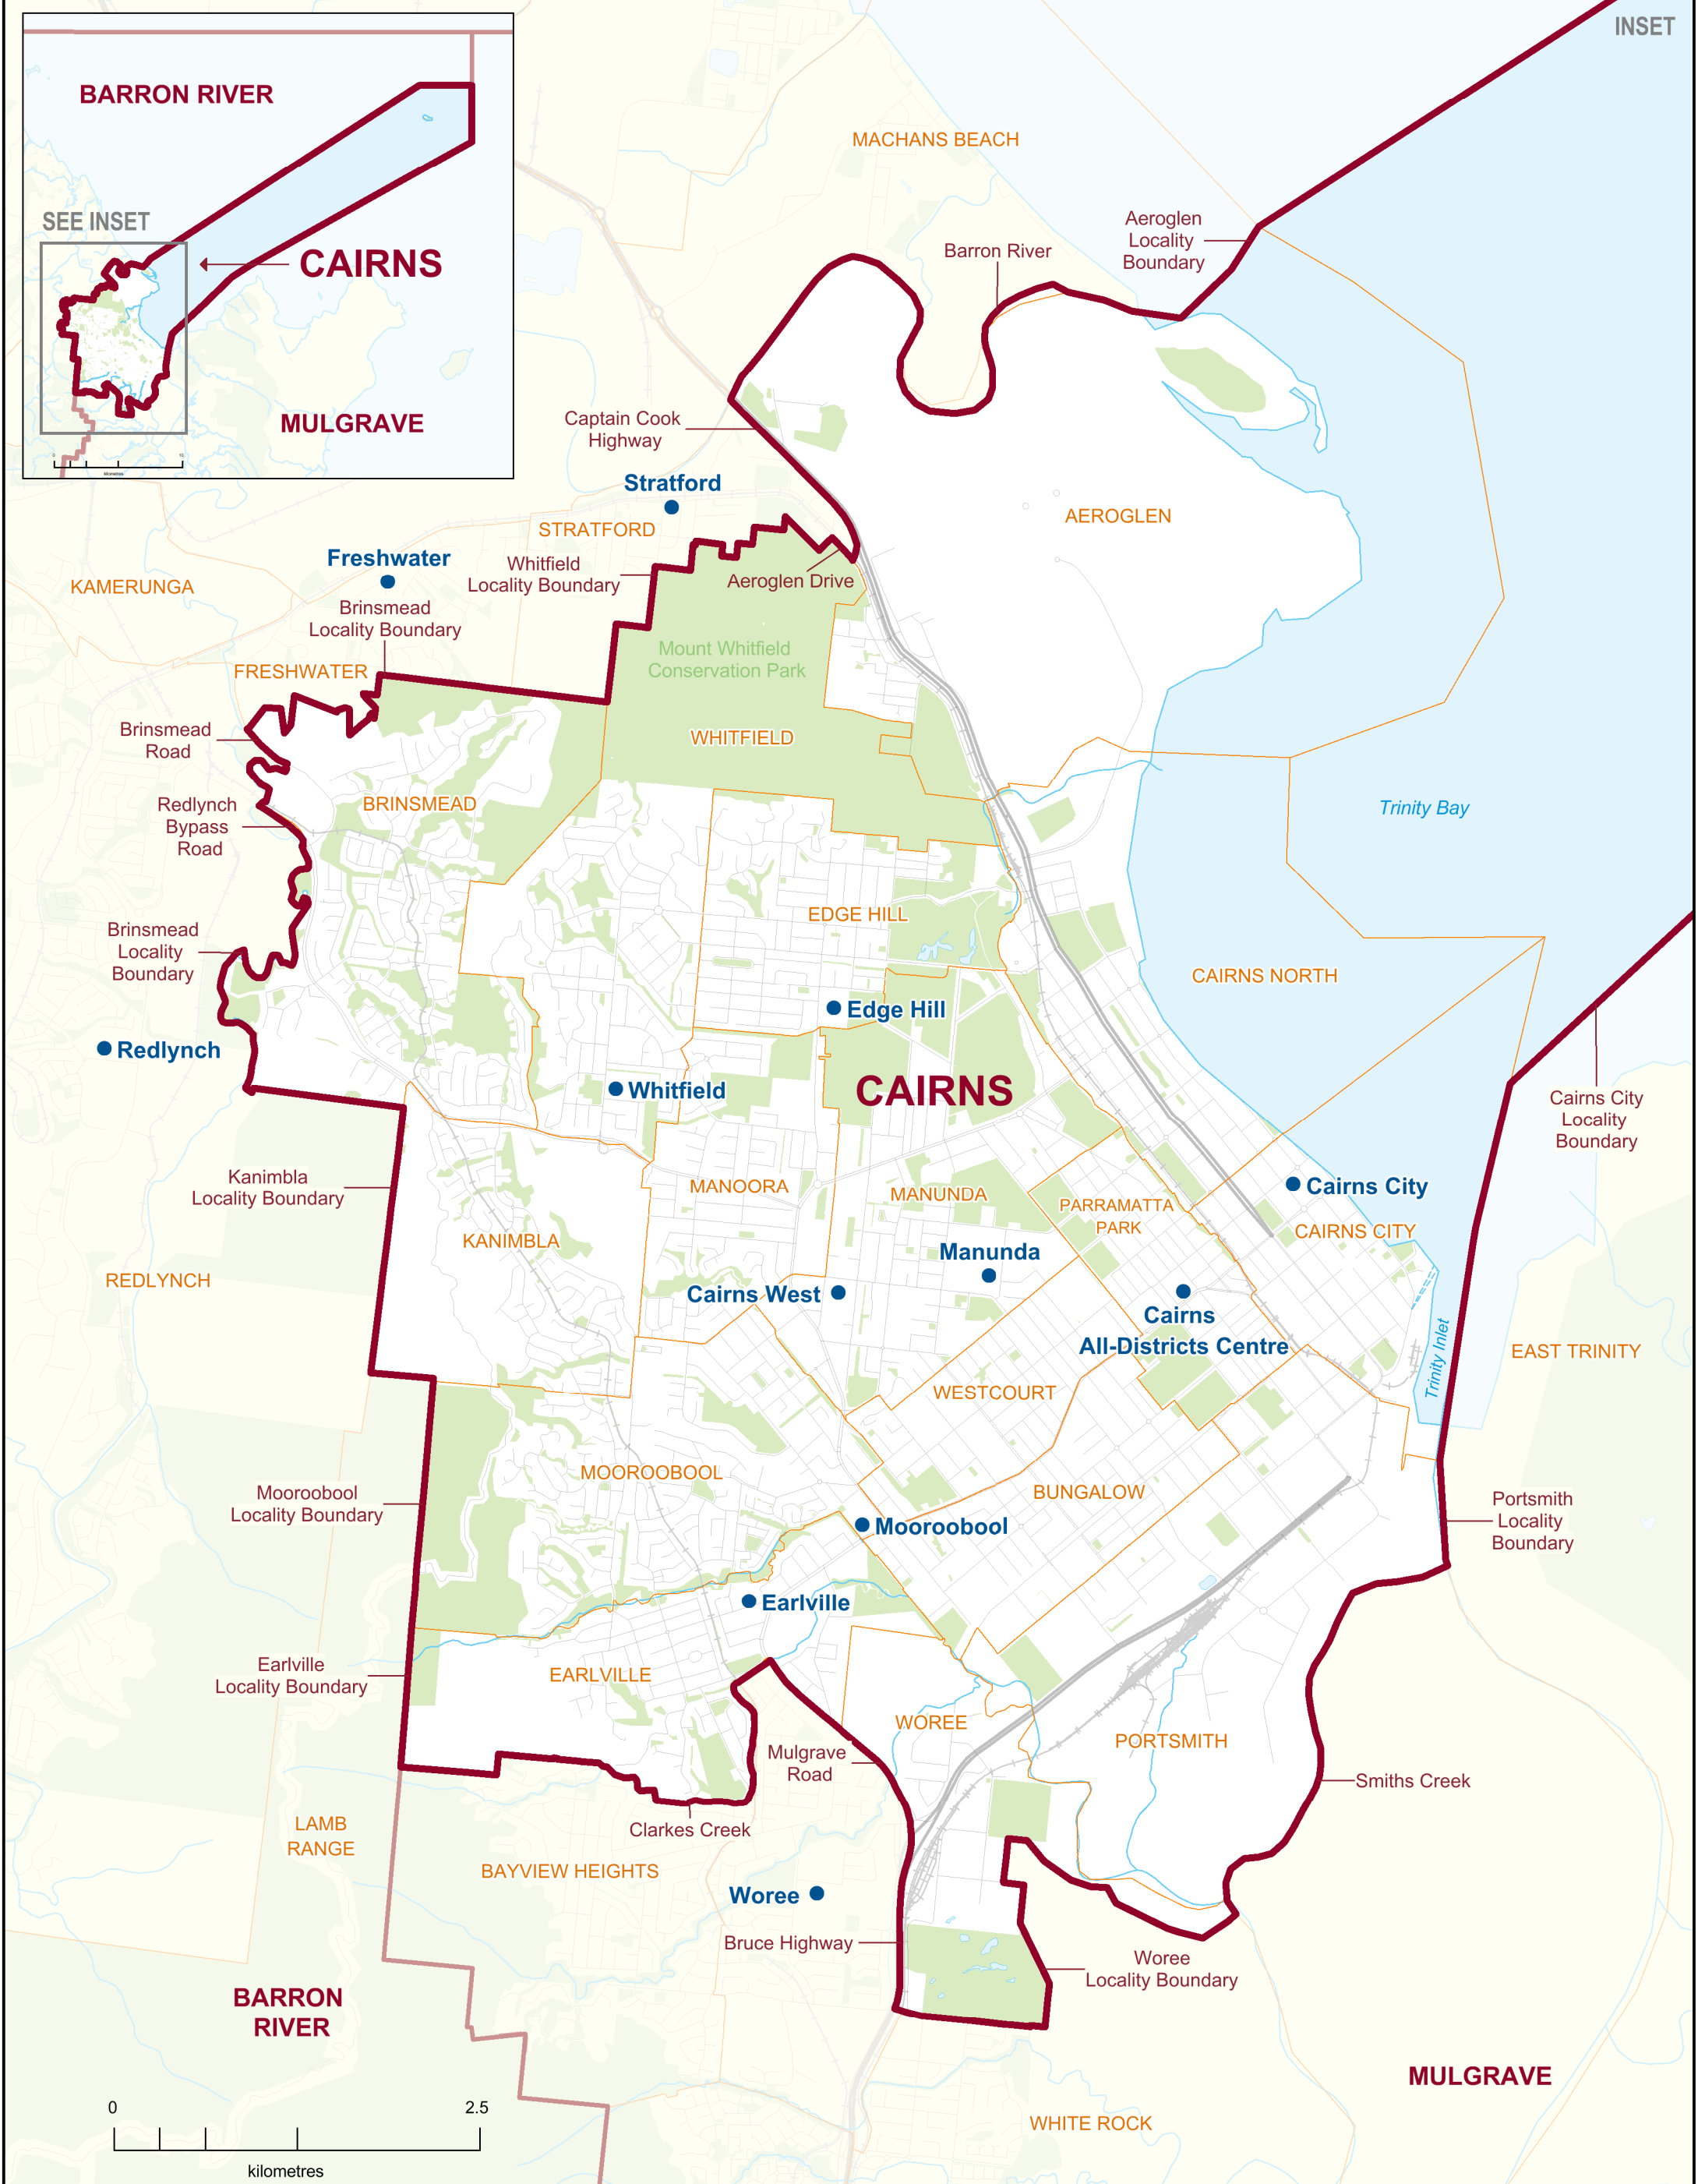 INSET
BARRON RIVER
SEE INSET
CAIRNS
MULGRAVE
0
10
kilometres
MACHANS BEACH
Aeroglen
Locality
Boundary
Barron River
Captain Cook
Highway
Stratford
STRATFORD
AEROGLEN
Freshwater
Whitfield
Locality Boundary
Aeroglen Drive
KAMERUNGA
Brinsmead
Locality Boundary
Mount Whitfield
Conservation Park
FRESHWATER
Brinsmead
Road
WHITFIELD
Redlynch
Bypass
Road
BRINSMEAD
Trinity Bay
EDGE HILL
Brinsmead
Locality
Boundary
CAIRNS NORTH
Edge Hill
Redlynch
Whitfield
CAIRNS
Cairns City
Locality
Boundary
Kanimbla
Locality Boundary
MANOORA
MANUNDA
PARRAMATTA
PARK
Cairns City
CAIRNS CITY
KANIMBLA
Manunda
REDLYNCH
Cairns West
Cairns
All-Districts Centre
Trinity Inlet
EAST TRINITY
WESTCOURT
MOOROOBOOL
BUNGALOW
Mooroobool
Locality Boundary
Mooroobool
Portsmith
Locality
Boundary
Earlville
Earlville
Locality Boundary
EARLVILLE
WOREE
PORTSMITH
Mulgrave
Road
Smiths Creek
LAMB
RANGE
Clarkes Creek
BAYVIEW HEIGHTS
Woree
Bruce Highway
Woree
Locality Boundary
BARRON
RIVER
MULGRAVE
0
2.5
kilometres
WHITE ROCK